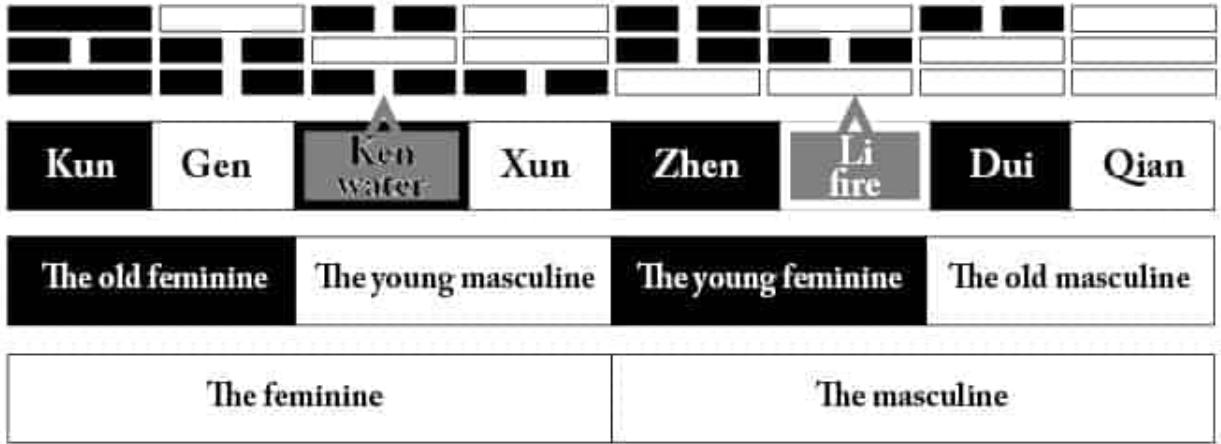 Kun Gen Ken Xun Zhen Li Dui Qian
water fire
The old feminine The young masculine The young feminine The old masculine
The feminine The masculine